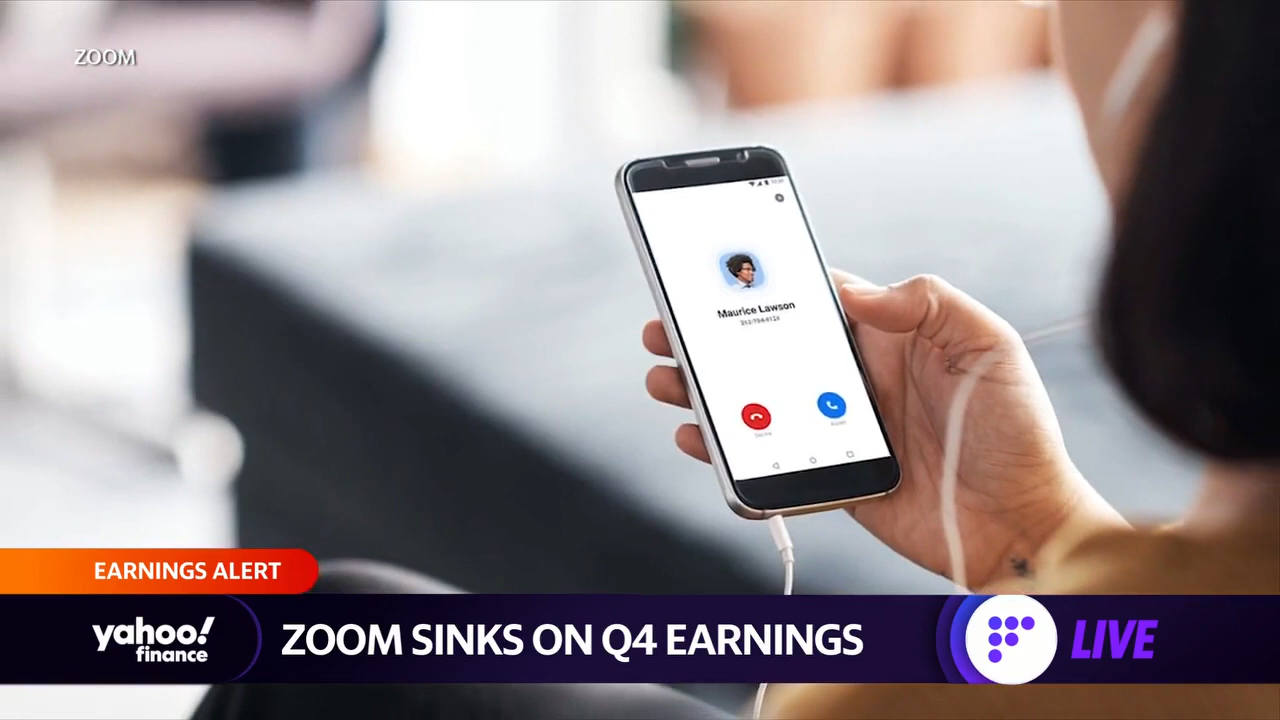 ZOOM
Maurice Lawson
EARNINGS ALERT
yahoo!
finance
ZOOM SINKS ON Q4 EARNINGS
LIVE